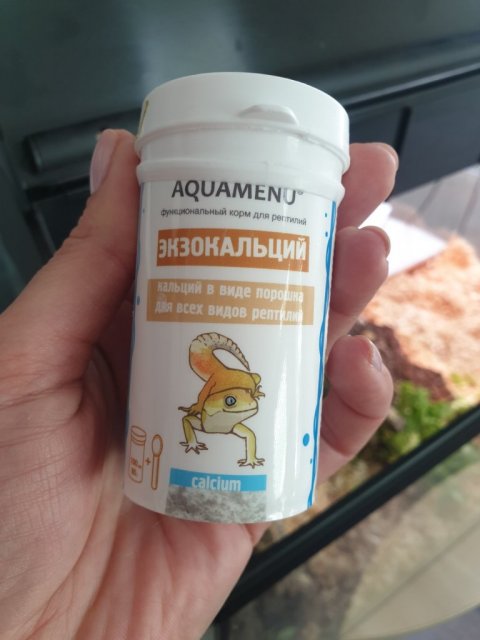 AQUAMENU®
функциональный корм для рептилий
ЭКЗОКАЛЬЦИЙ
кальций в виде порошка
для всех видов рептилий
calcium